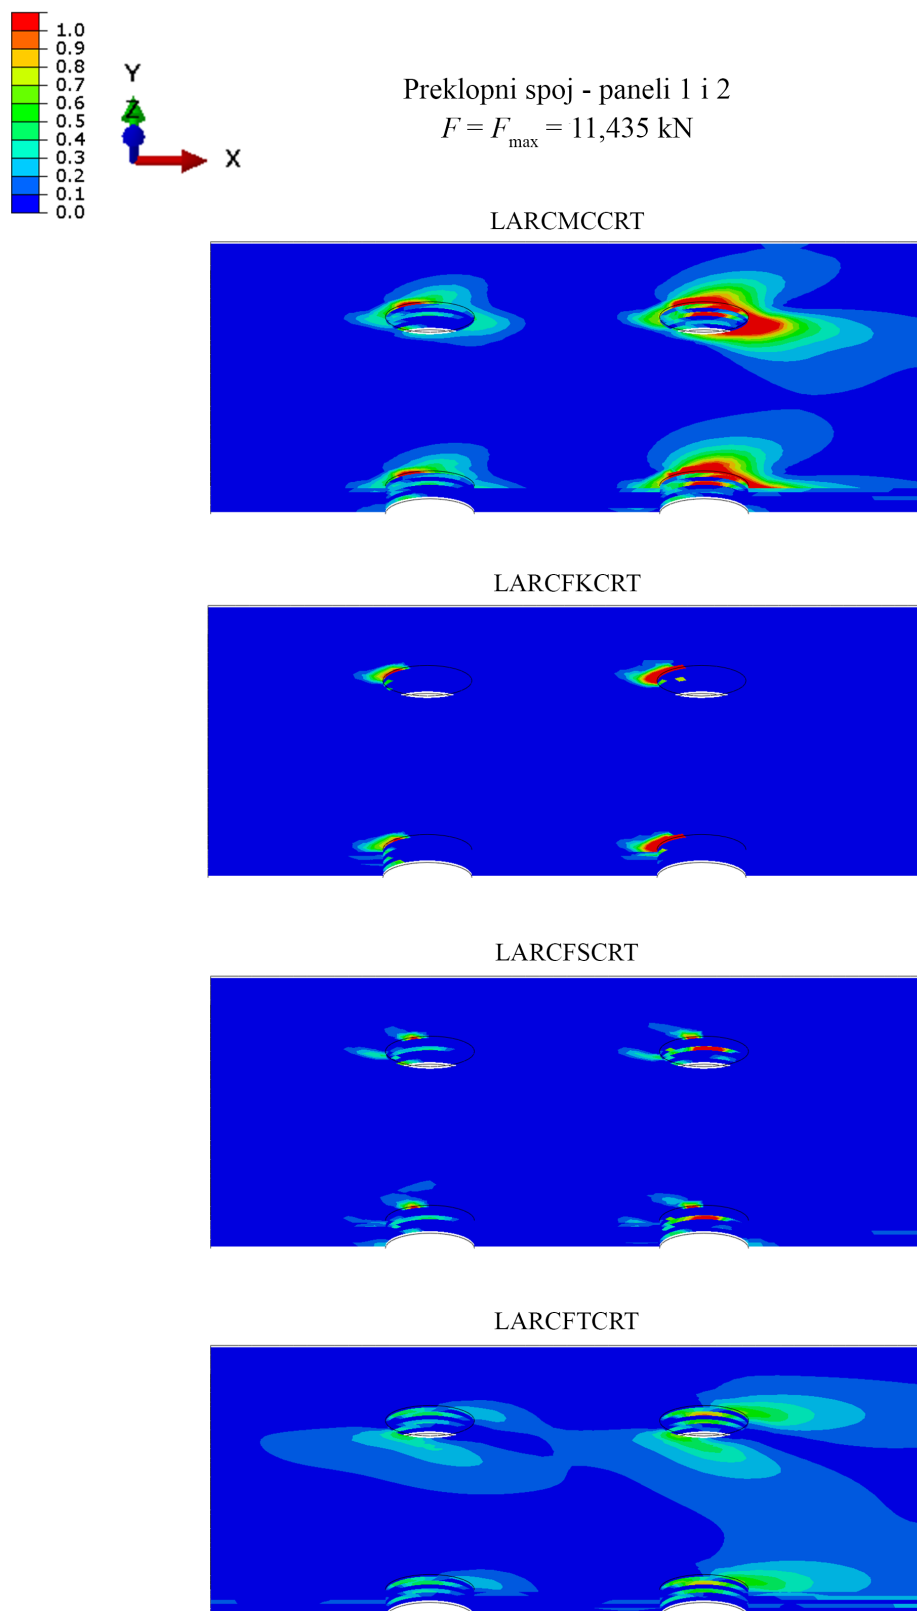 1.0
0.9
0.8
0.7
0.6
0.5
0.4
0.3
0.2
0.1
0.0
Y
Z
X
Preklopni spoj - paneli 1 i 2
F = Fmax = 11,435 kN
LARCMCCRT
LARCFKCRT
LARCFSCRT
LARCFTCRT